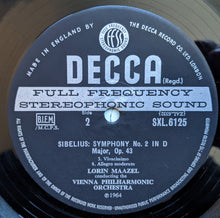 MADE IN ENGLAND BY THE DECCA RECORD CO. LTD. LONDON
ffss
DECCA (Regd.)
FULL FREQUENCY
STEREOPHONIC SOUND
B.I.E.M.
M.C.P.S.
Side
2
SXL.6125
SIBELIUS: SYMPHONY No. 2 IN D
Major, Op. 43
3. Vivacissimo
4. Allegro moderato
LORIN MAAZEL
conducting the
VIENNA PHILHARMONIC
ORCHESTRA
℗1964